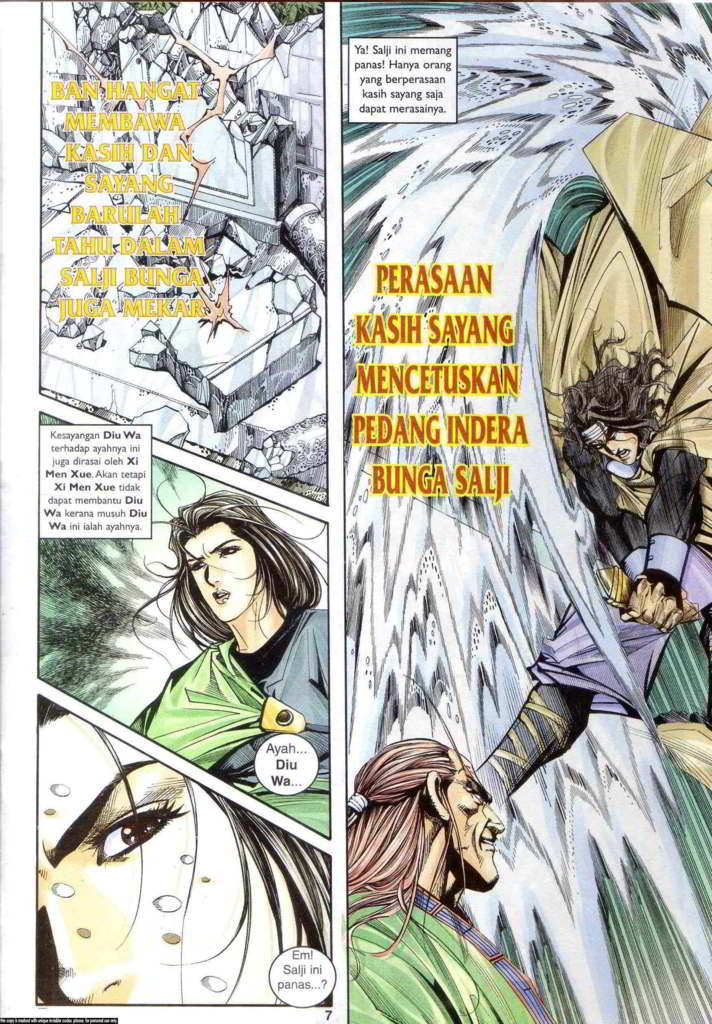 BAN HANGAT
MEMBAWA
KASIH DAN
SAYANG
BARULAH
TAHU DALAM
SALJI BUNGA
JUGA MEKAR
Kesayangan Diu Wa
terhadap ayahnya ini
juga dirasai oleh Xi
Men Xue. Akan tetapi
Xi Men Xue tidak
dapat membantu Diu
Wa kerana musuh Diu
Wa ini ialah ayahnya.
Ayah...
Diu
Wa...
Em!
Salji ini
panas...?
7
Ya! Salji ini memang
panas! Hanya orang
yang berperasaan
kasih sayang saja
dapat merasainya.
PERASAAN
KASIH SAYANG
MENCETUSKAN
PEDANG INDERA
BUNGA SALJI